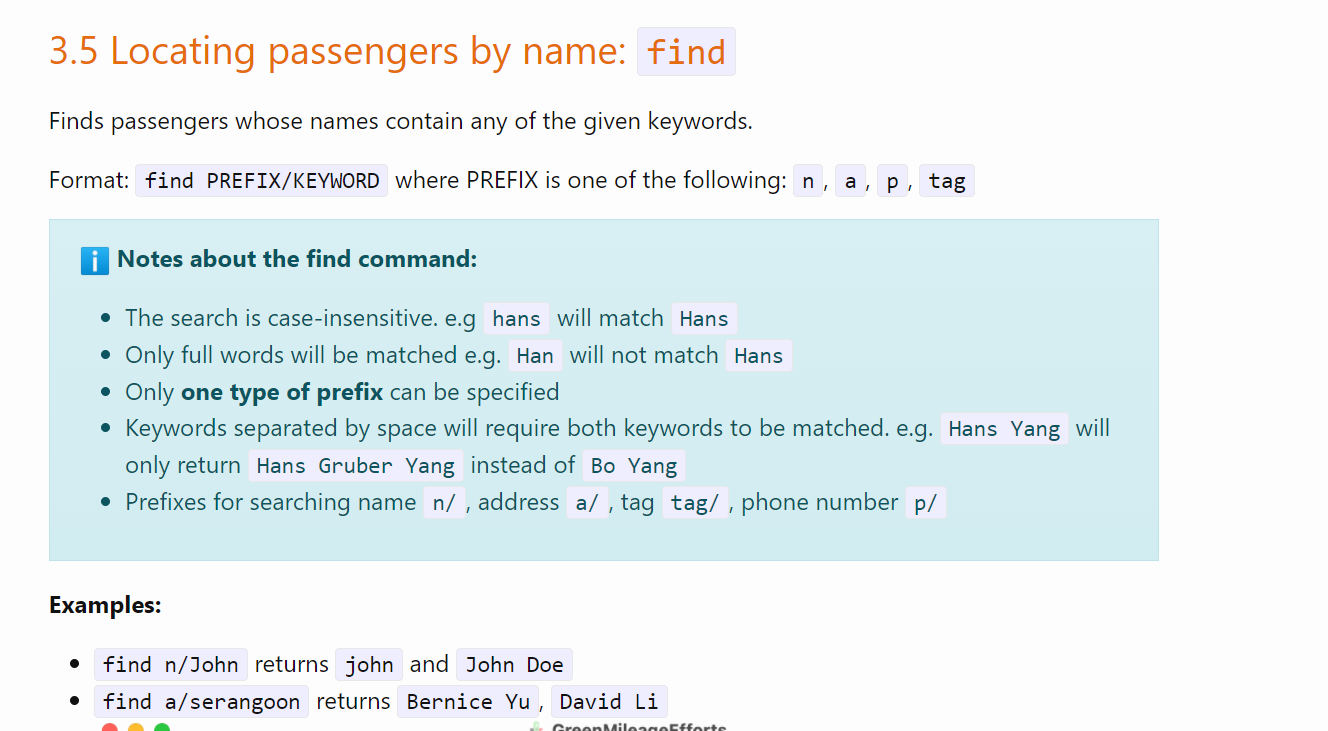 3.5 Locating passengers by name: find
Finds passengers whose names contain any of the given keywords.
Format: find PREFIX/KEYWORD where PREFIX is one of the following: n, a, p, tag
Notes about the find command:
The search is case-insensitive. e.g hans will match Hans
Only full words will be matched e.g. Han will not match Hans
Only one type of prefix can be specified
Keywords separated by space will require both keywords to be matched. e.g. Hans Yang will
only return Hans Gruber Yang instead of Bo Yang
Prefixes for searching name n/, address a/, tag tag/, phone number p/
Examples:
find n/John returns john and John Doe
find a/serangoon returns Bernice Yu, David Li
GreenMileageEfforts